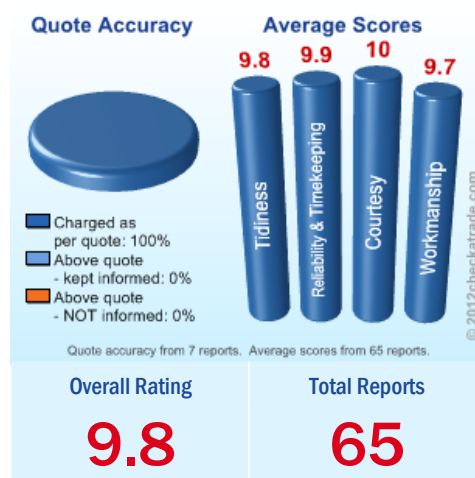 Quote Accuracy
Average Scores
9.8
9.9
10
9.7
Tidiness
Reliability & Timekeeping
Courtesy
Workmanship
Charged as
per quote: 100%
Above quote
- kept informed: 0%
Above quote
- NOT informed: 0%
© 2012checkatrade.com
Quote accuracy from 7 reports. Average scores from 65 reports.
Overall Rating
Total Reports
9.8
65